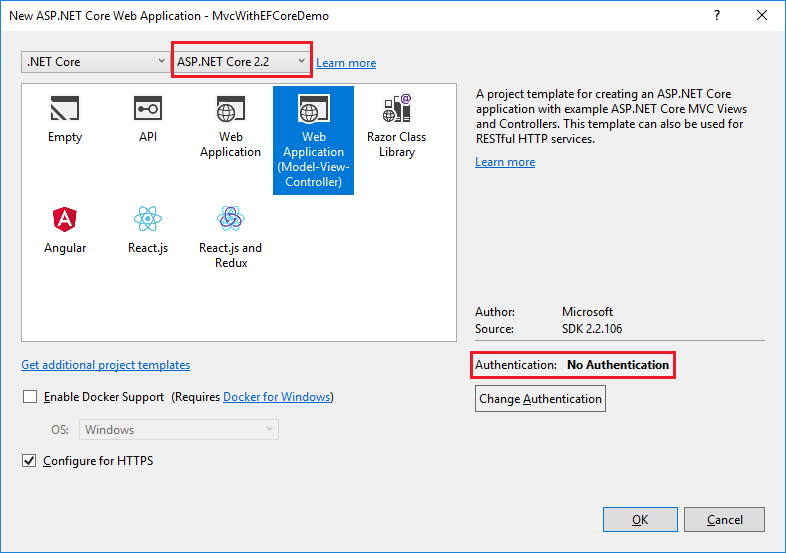 New ASP.NET Core Web Application - MvcWithEFCoreDemo
?
.NET Core
ASP.NET Core 2.2
Learn more
Empty
API
Web
Application
Web
Application
(Model-View-
Controller)
Razor Class
Library
Angular
React.js
React.js and
Redux
A project template for creating an ASP.NET Core
application with example ASP.NET Core MVC Views
and Controllers. This template can also be used for
RESTful HTTP services.
Learn more
Author: Microsoft
Source: SDK 2.2.106
Get additional project templates
Authentication: No Authentication
Enable Docker Support (Requires Docker for Windows)
Change Authentication
OS: Windows
Configure for HTTPS
OK
Cancel